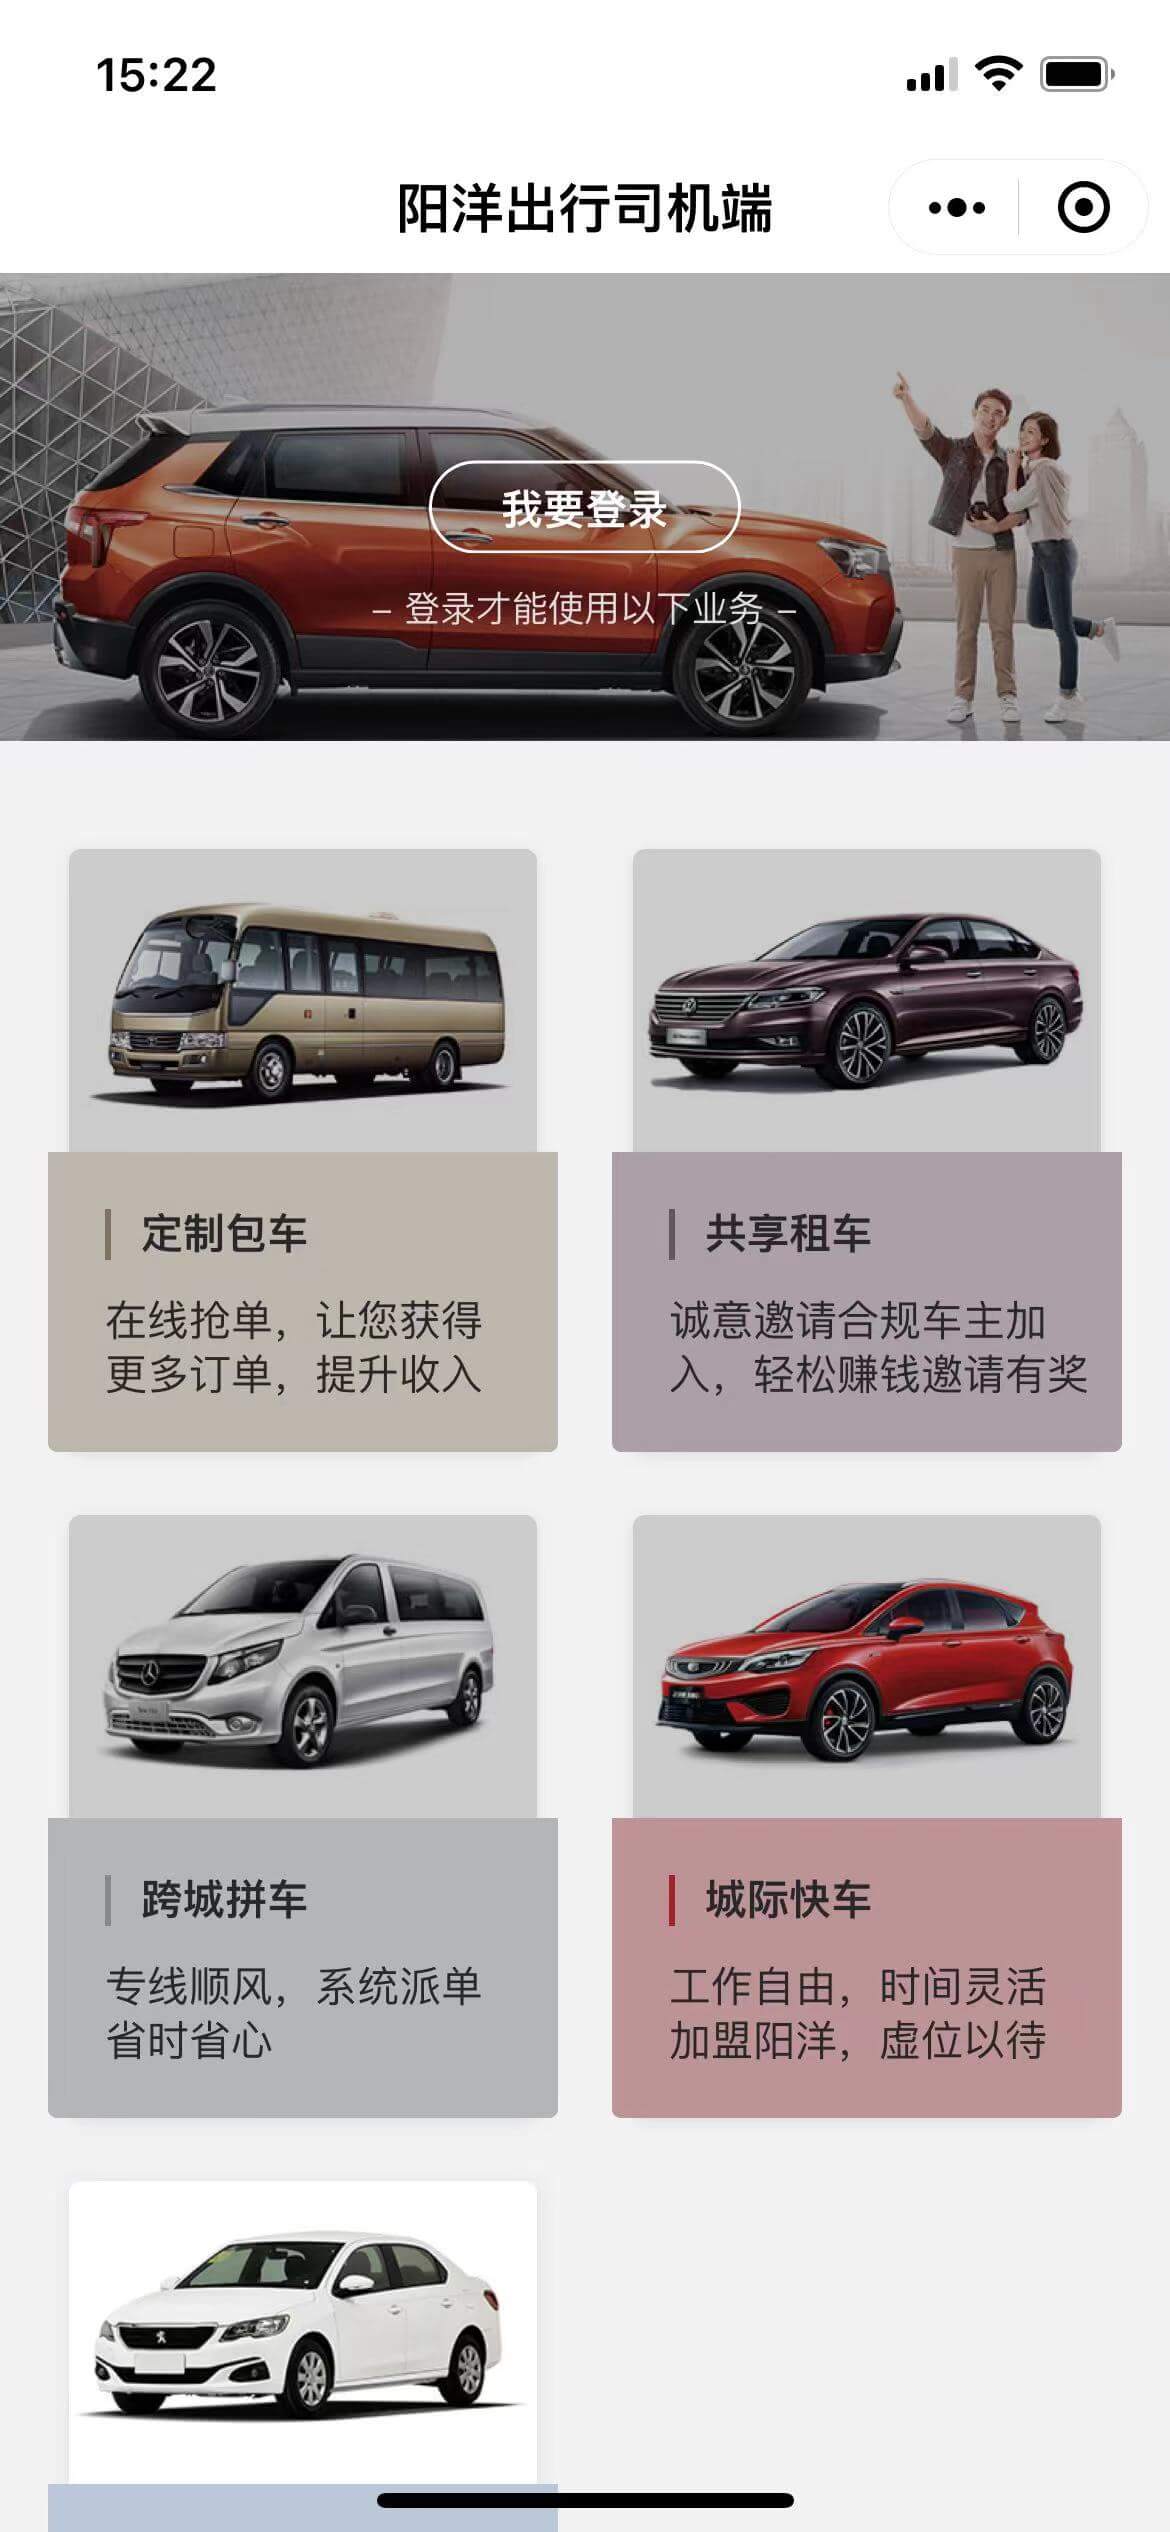 15:22
阳洋出行司机端
我要登录
– 登录才能使用以下业务 –
定制包车
在线抢单，让您获得
更多订单，提升收入
共享租车
诚意邀请合规车主加
入，轻松赚钱邀请有奖
跨城拼车
专线顺风，系统派单
省时省心
城际快车
工作自由，时间灵活
加盟阳洋，虚位以待